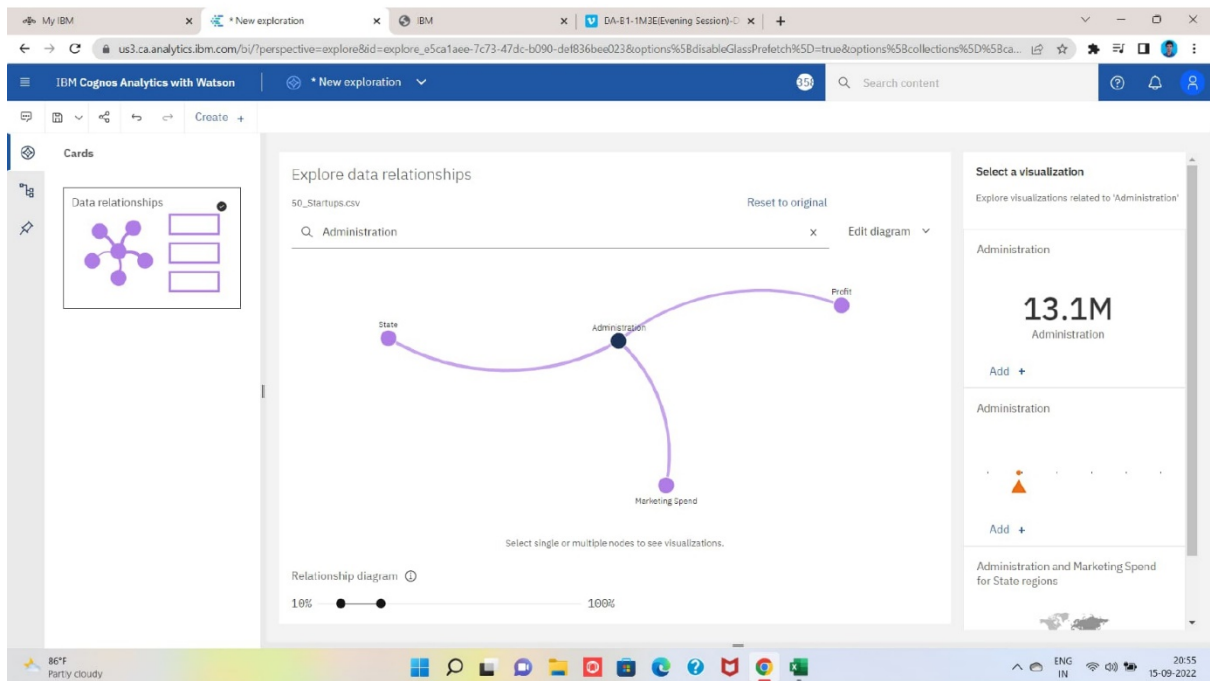 My IBM
* New exploration
IBM
DA-B1-1M3E(Evening Session)-D
us3.ca.analytics.ibm.com/bi/?perspective=explore&id=explore_e5ca1aee-7c73-47dc-b090-def836bee023&options%5BdisableGlassPrefetch%5D=true&options%5Bcollections%5D%5Bca...
IBM Cognos Analytics with Watson
* New exploration
Search content
Create +
Cards
Data relationships
Explore data relationships
50_Startups.csv
Reset to original
Administration
x
Edit diagram
State
Administration
Profit
Marketing Spend
Select single or multiple nodes to see visualizations.
Relationship diagram
10%
100%
Select a visualization
Explore visualizations related to 'Administration'
Administration
13.1M
Administration
Add +
Administration
Add +
Administration and Marketing Spend
for State regions
86°F
Partly cloudy
ENG
IN
20:55
15-09-2022